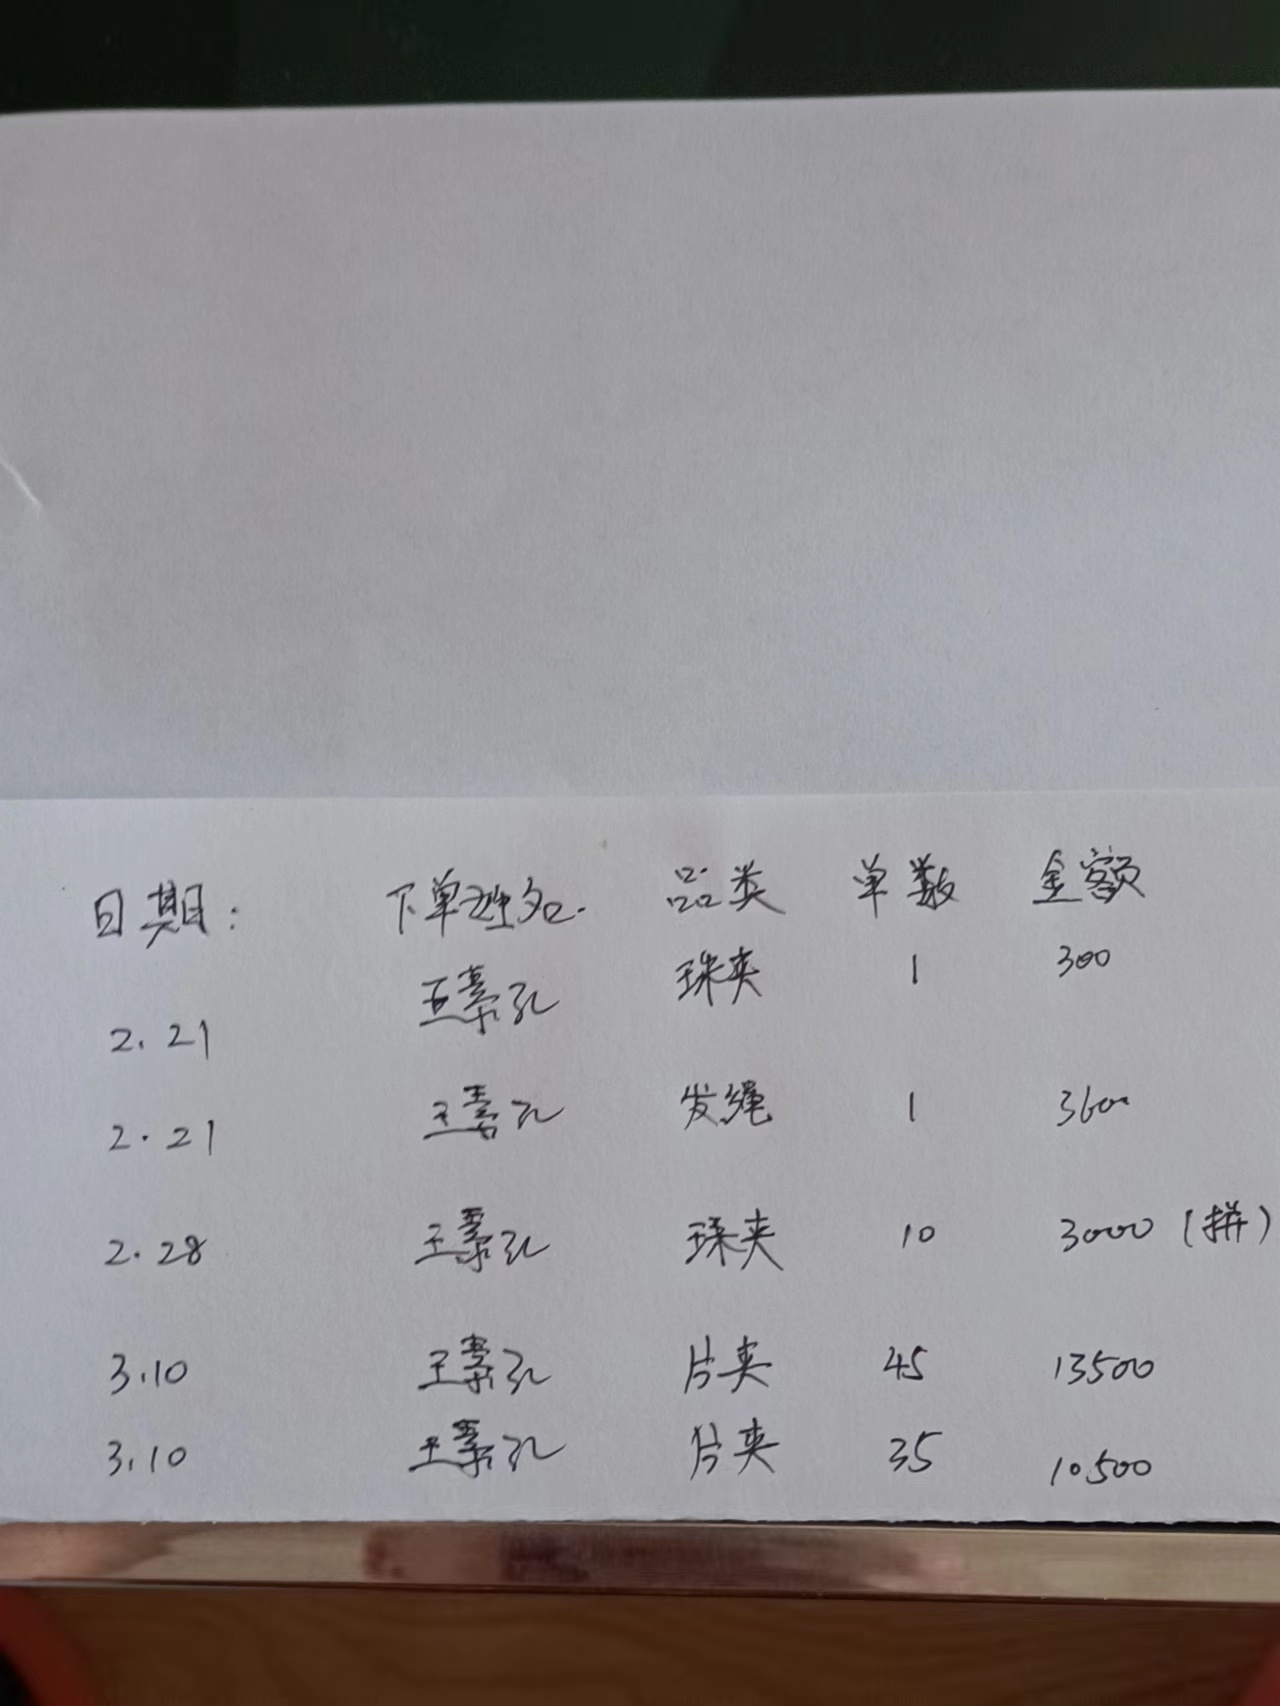 日期： 下单姓名. 品类 单数 金额
2.21 王素孔 珠夹 1 300
2.21 王素孔 发绳 1 3600
2.28 王素孔 珠夹 10 3000（拼）
3.10 王素孔 片夹 45 13500
3.10 王素孔 片夹 35 10500